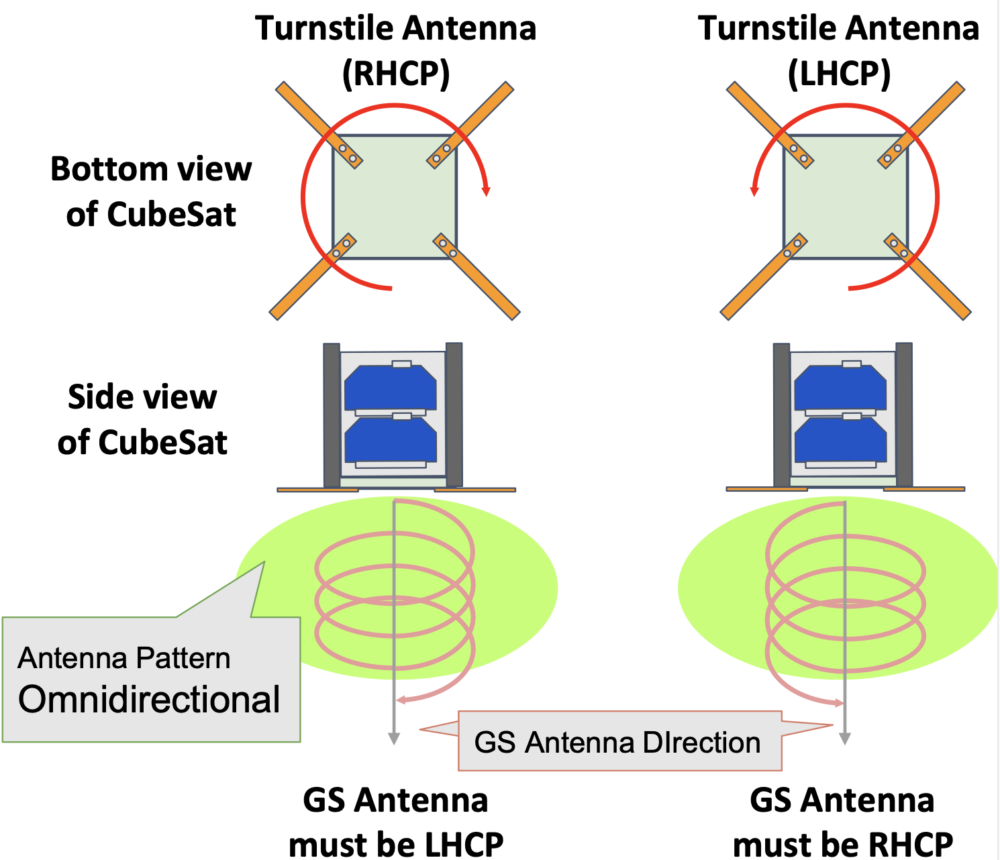 Turnstile Antenna
(RHCP)
Turnstile Antenna
(LHCP)
Bottom view
of CubeSat
Side view
of CubeSat
Antenna Pattern
Omnidirectional
GS Antenna DIrection
GS Antenna
must be LHCP
GS Antenna
must be RHCP